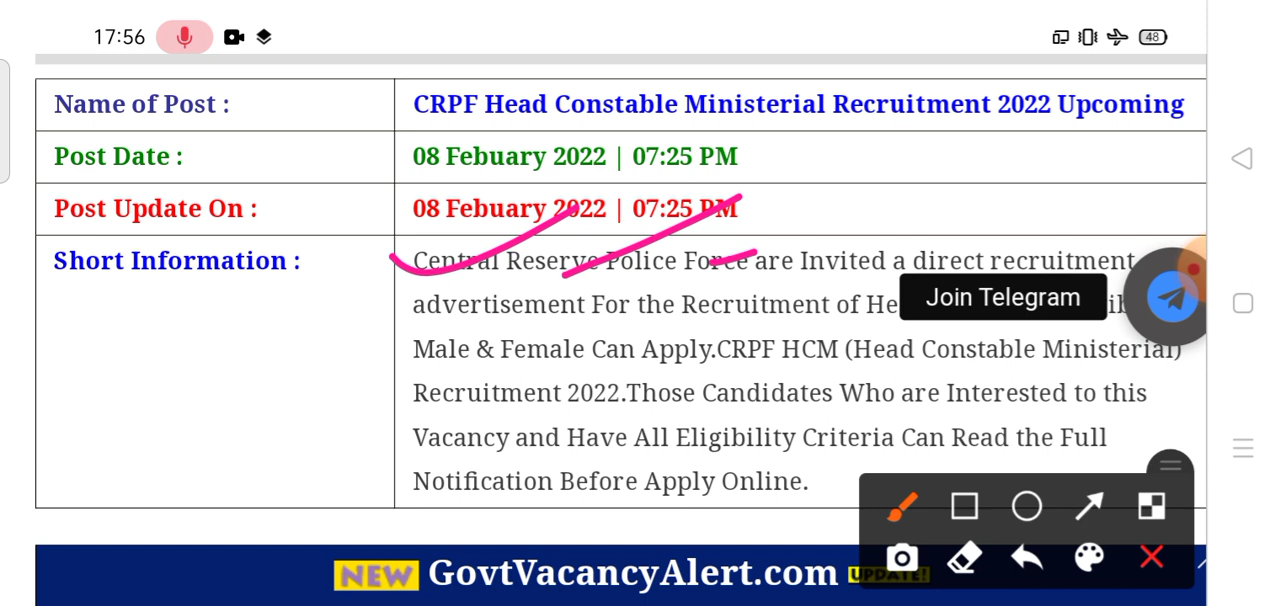 17:56
48
Name of Post : CRPF Head Constable Ministerial Recruitment 2022 Upcoming
Post Date : 08 Febuary 2022 | 07:25 PM
Post Update On : 08 Febuary 2022 | 07:25 PM
Short Information : Central Reserve Police Force are Invited a direct recruitment
advertisement For the Recruitment of He
Join Telegram
Male & Female Can Apply.CRPF HCM (Head Constable Ministerial)
Recruitment 2022.Those Candidates Who are Interested to this
Vacancy and Have All Eligibility Criteria Can Read the Full
Notification Before Apply Online.
NEW GovtVacancyAlert.com UPDATE!